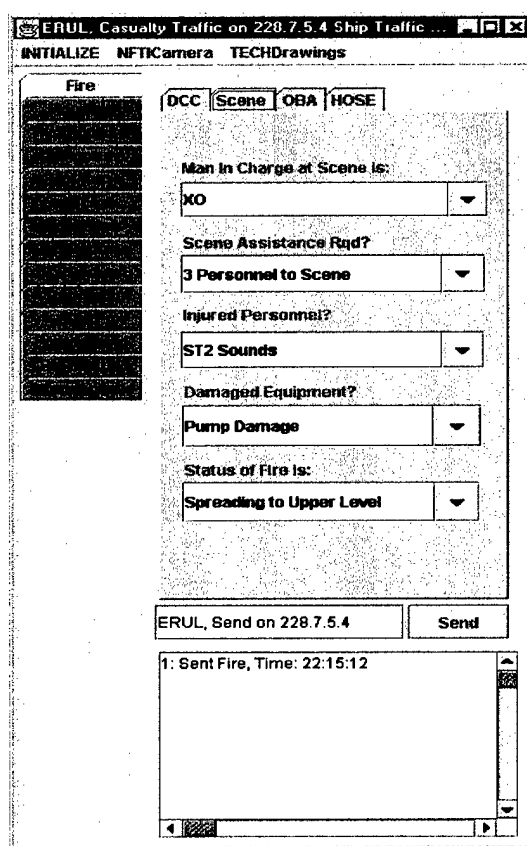 ERUL, Casualty Traffic on 228.7.5.4 Ship Traffic ...
INITIALIZE NFTICamera TECHDrawings
Fire
DCC Scene OBA HOSE
Man In Charge at Scene is:
XO
Scene Assistance Rqd?
3 Personnel to Scene
Injured Personnel?
ST2 Sounds
Damaged Equipment?
Pump Damage
Status of Fire is:
Spreading to Upper Level
ERUL, Send on 228.7.5.4 Send
1: Sent Fire, Time: 22:15:12